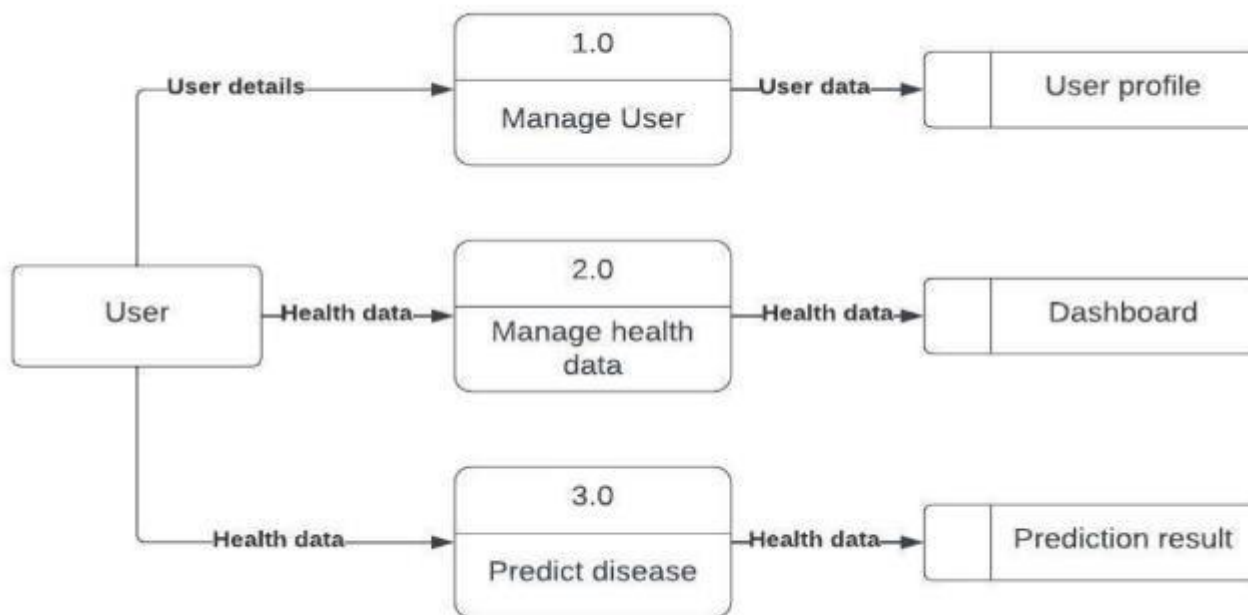 1.0
User details
Manage User
User data
User profile
User
Health data
2.0
Manage health
data
Health data
Dashboard
Health data
3.0
Predict disease
Health data
Prediction result